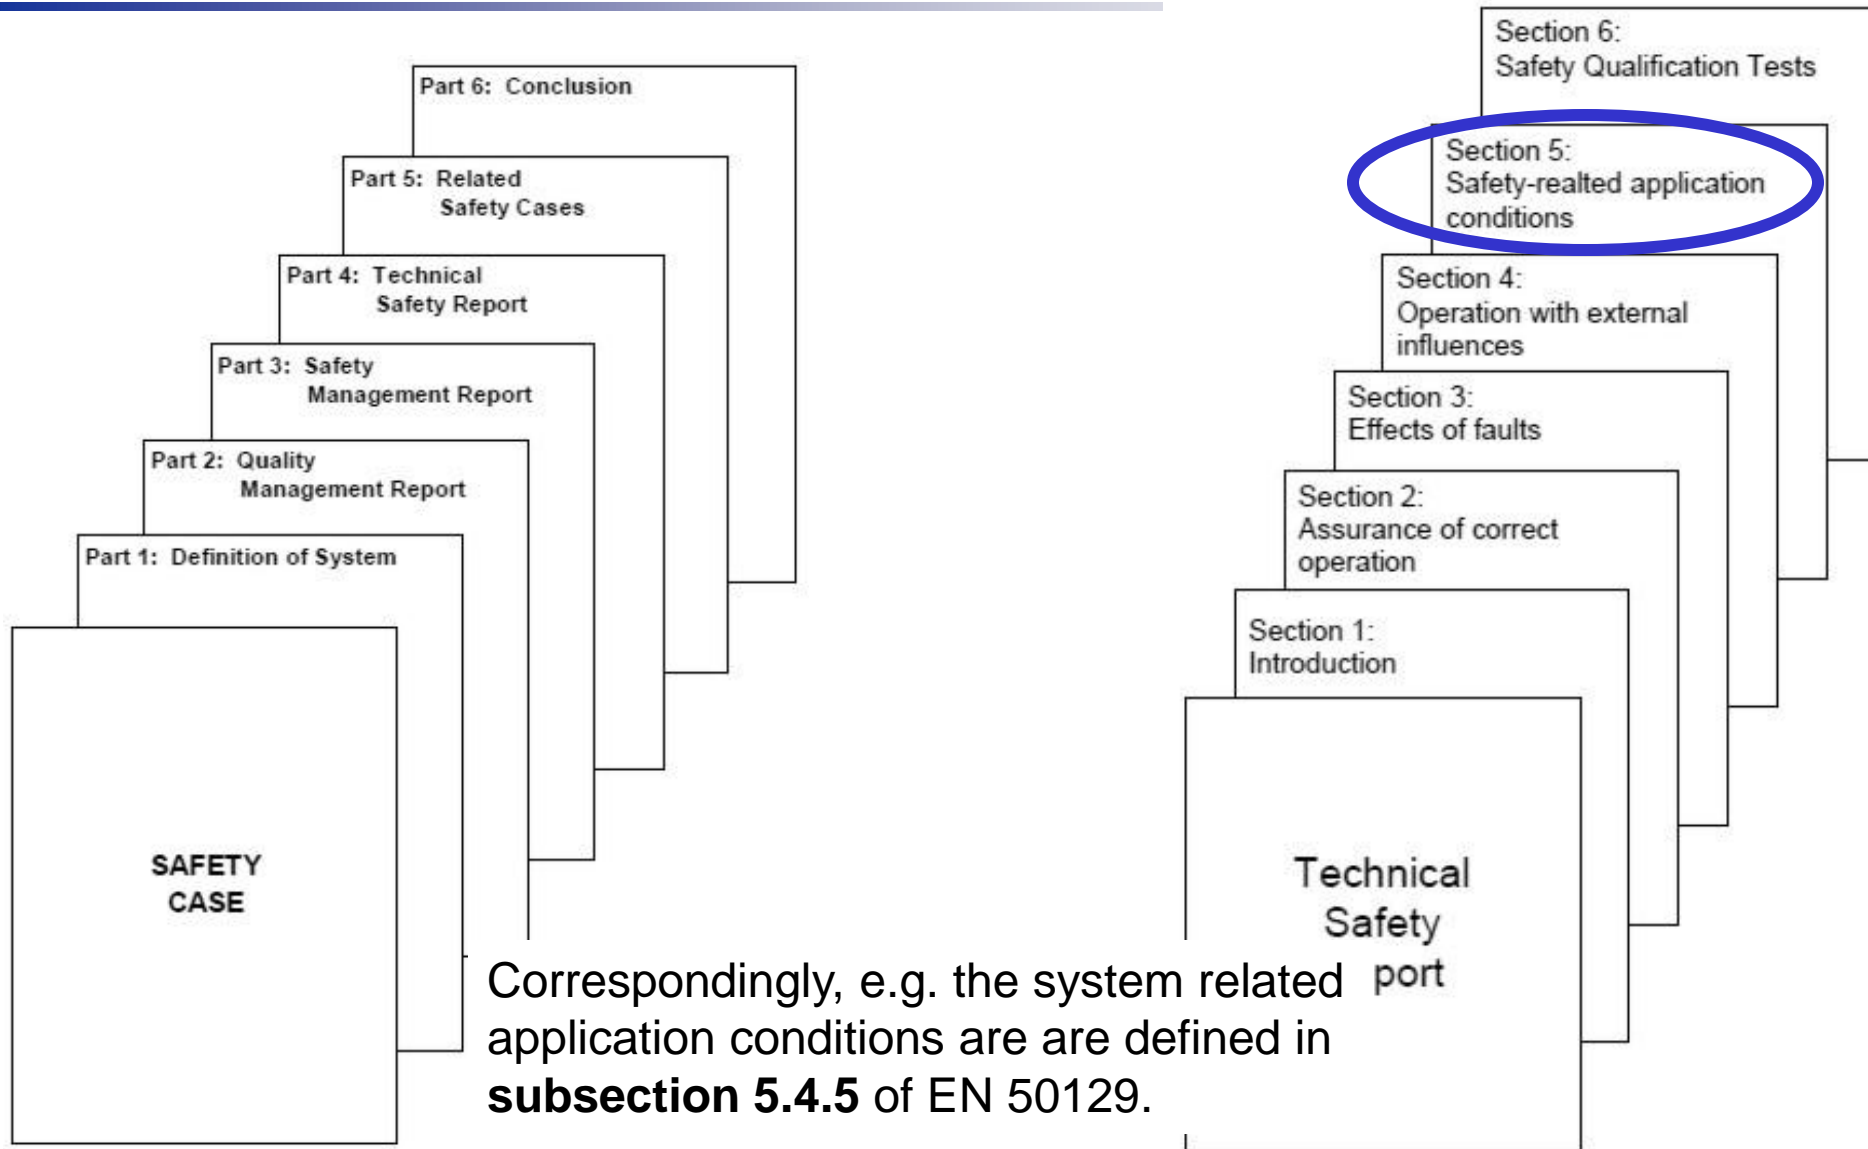 Part 6: Conclusion
Part 5: Related
Safety Cases
Part 4: Technical
Safety Report
Part 3: Safety
Management Report
Part 2: Quality
Management Report
Part 1: Definition of System
SAFETY
CASE
Section 6:
Safety Qualification Tests
Section 5:
Safety-realted application
conditions
Section 4:
Operation with external
influences
Section 3:
Effects of faults
Section 2:
Assurance of correct
operation
Section 1:
Introduction
Technical
Safety
port
Correspondingly, e.g. the system related
application conditions are are defined in
subsection 5.4.5 of EN 50129.